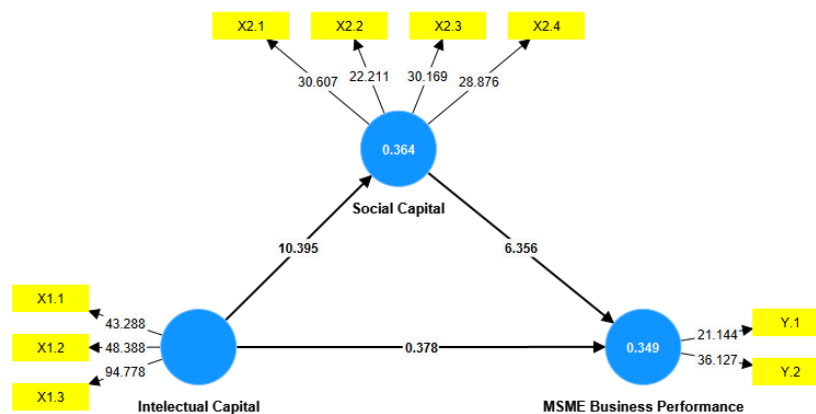 X2.1 X2.2 X2.3 X2.4
30.607 22.211 30.169 28.876
0.364
Social Capital
10.395 6.356
X1.1
43.288
X1.2
48.388
X1.3
94.778
Intelectual Capital
0.378
0.349
MSME Business Performance
21.144
Y.1
36.127
Y.2